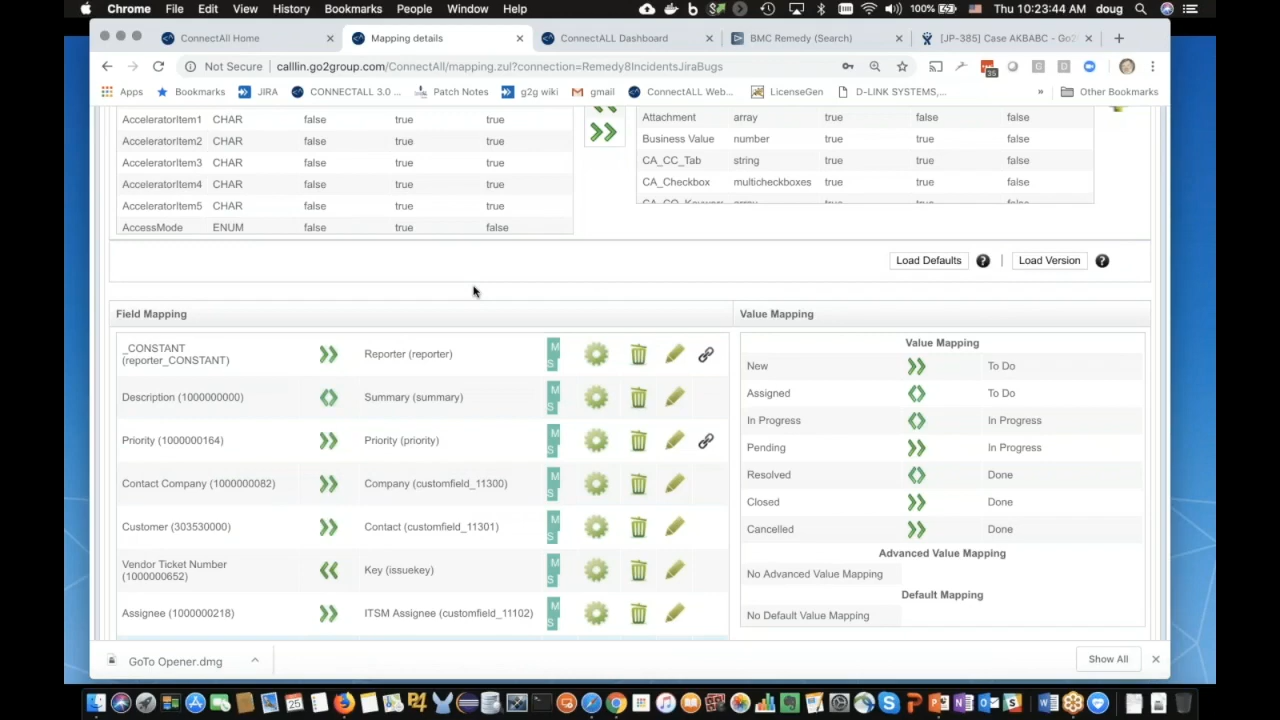 Chrome File Edit View History Bookmarks People Window Help 100% Thu 10:23:44 AM doug
ConnectAll Home Mapping details ConnectALL Dashboard BMC Remedy (Search) [JP-385] Case AKBABC - Go2
Not Secure calllin.go2group.com/ConnectAll/mapping.zul?connection=Remedy8IncidentsJiraBugs
Apps Bookmarks JIRA CONNECTALL 3.0 ... Patch Notes g2g wiki gmail ConnectALL Web... LicenseGen D-LINK SYSTEMS,... » Other Bookmarks
AcceleratorItem1 CHAR false true true
AcceleratorItem2 CHAR false true true
AcceleratorItem3 CHAR false true true
AcceleratorItem4 CHAR false true true
AcceleratorItem5 CHAR false true true
AccessMode ENUM false true false
Attachment array true false false
Business Value number true true false
CA_CC_Tab string true true false
CA_Checkbox multicheckboxes true true false
Load Defaults ? | Load Version ?
Field Mapping
_CONSTANT
(reporter_CONSTANT) Reporter (reporter) M S
Description (1000000000) Summary (summary) M S
Priority (1000000164) Priority (priority) M S
Contact Company (1000000082) Company (customfield_11300) M S
Customer (303530000) Contact (customfield_11301) M S
Vendor Ticket Number
(1000000652) Key (issuekey) M S
Assignee (1000000218) ITSM Assignee (customfield_11102) M S
Value Mapping
Value Mapping
New To Do
Assigned To Do
In Progress In Progress
Pending In Progress
Resolved Done
Closed Done
Cancelled Done
Advanced Value Mapping
No Advanced Value Mapping
Default Mapping
No Default Value Mapping
GoTo Opener.dmg Show All